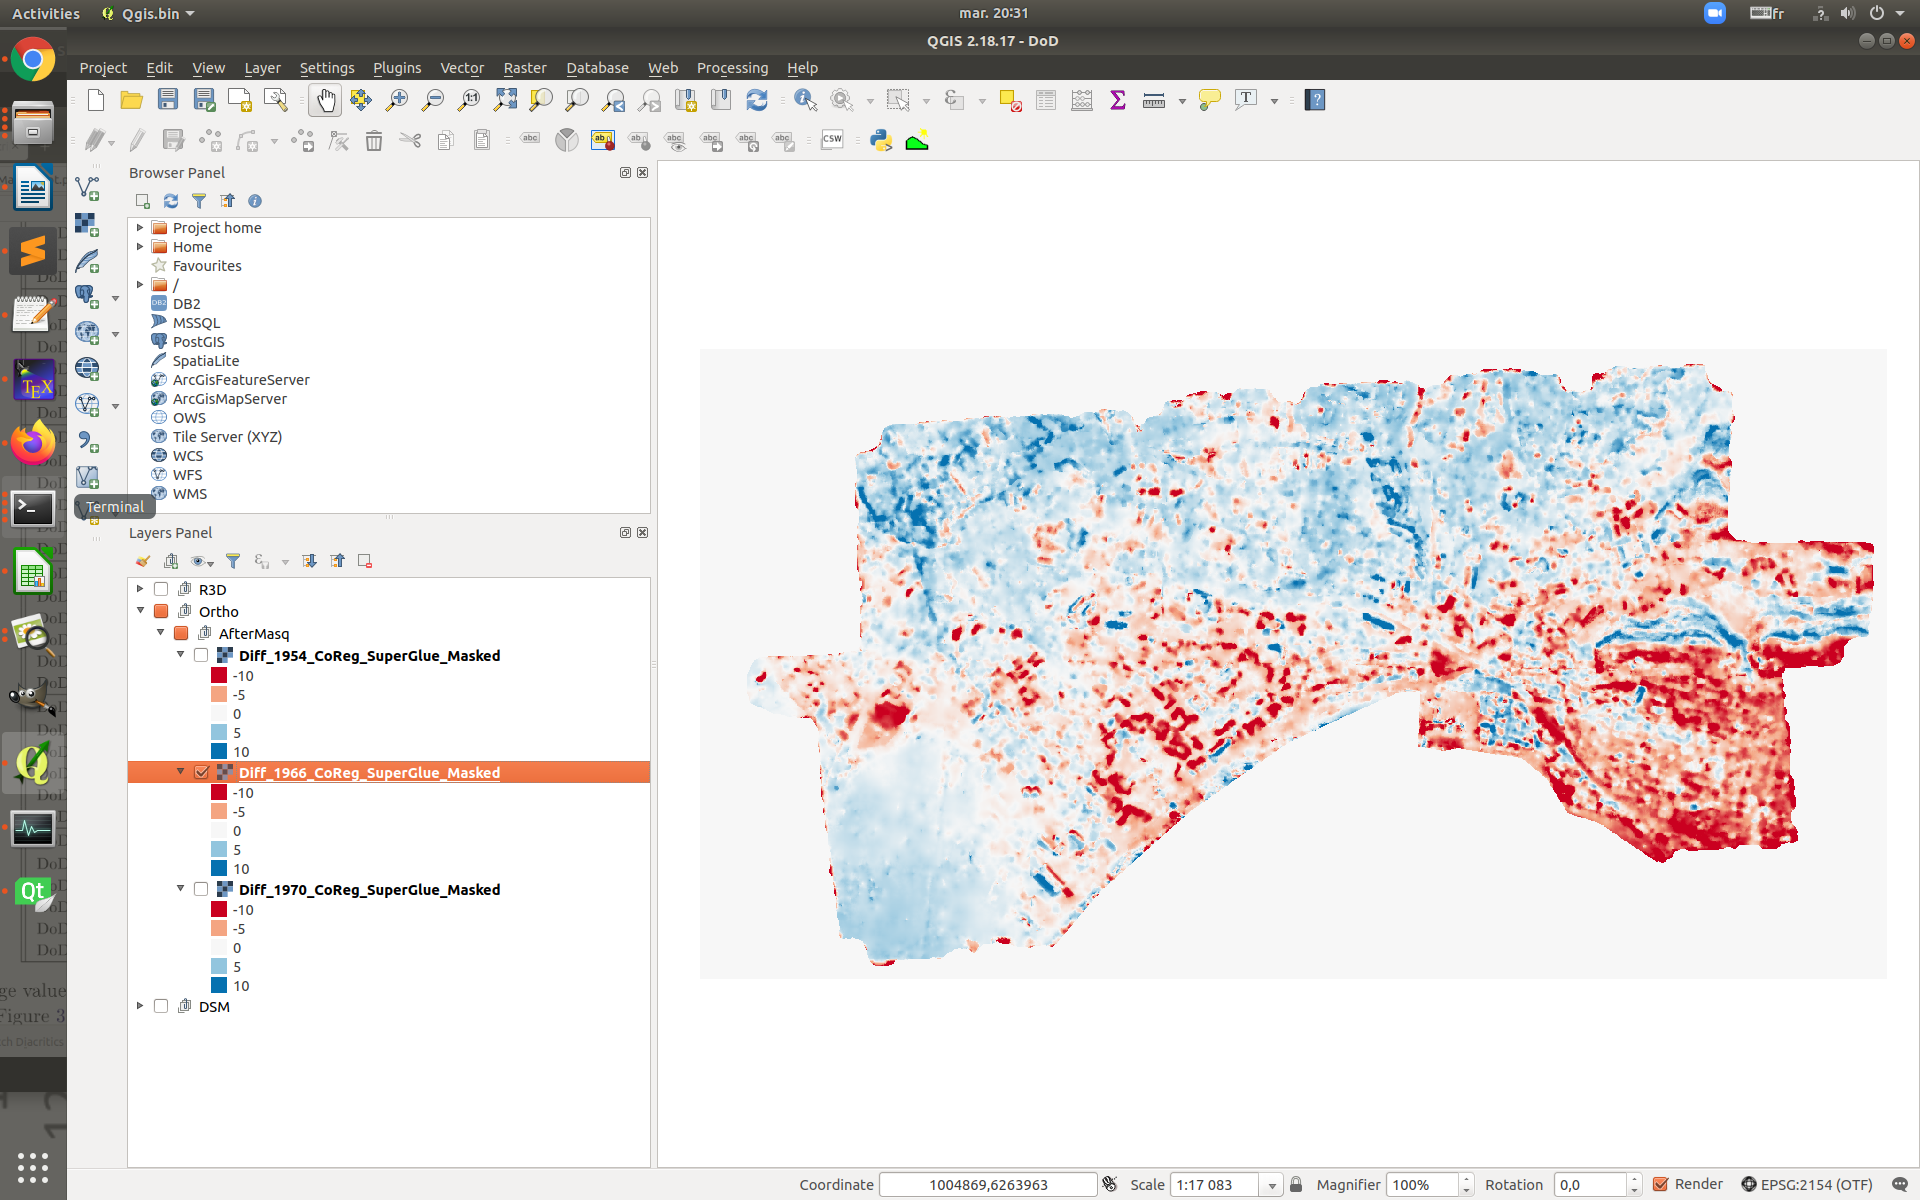 Activities
Qgis.bin
mar. 20:31
fr
QGIS 2.18.17 - DoD
Project Edit View Layer Settings Plugins Vector Raster Database Web Processing Help
Browser Panel
Project home
Home
Favourites
/
DB2
MSSQL
PostGIS
SpatiaLite
ArcGisFeatureServer
ArcGisMapServer
OWS
Tile Server (XYZ)
WCS
WFS
WMS
Terminal
Layers Panel
R3D
Ortho
AfterMasq
Diff_1954_CoReg_SuperGlue_Masked
-10
-5
0
5
10
Diff_1966_CoReg_SuperGlue_Masked
-10
-5
0
5
10
Diff_1970_CoReg_SuperGlue_Masked
-10
-5
0
5
10
DSM
ge value
Figure 3
Coordinate 1004869,6263963 Scale 1:17 083 Magnifier 100% Rotation 0,0 Render EPSG:2154 (OTF)